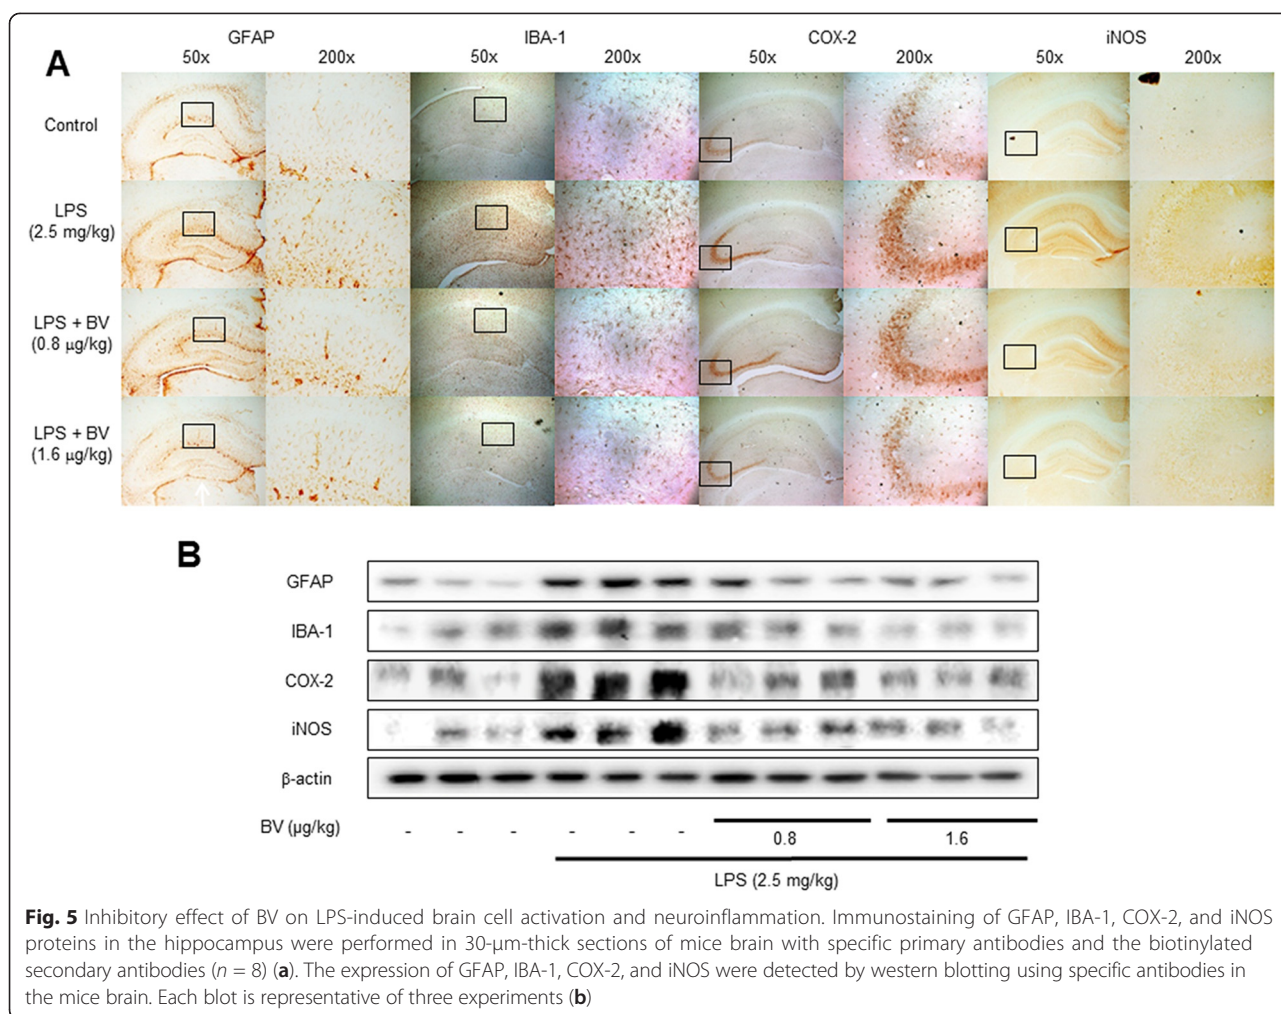 GFAP IBA-1 COX-2 iNOS
A 50x 200x 50x 200x 50x 200x 50x 200x
Control
LPS
(2.5 mg/kg)
LPS + BV
(0.8 μg/kg)
LPS + BV
(1.6 μg/kg)
B
GFAP
IBA-1
COX-2
iNOS
β-actin
BV (μg/kg) - - - - - - 0.8 1.6
LPS (2.5 mg/kg)
Fig. 5 Inhibitory effect of BV on LPS-induced brain cell activation and neuroinflammation. Immunostaining of GFAP, IBA-1, COX-2, and iNOS
proteins in the hippocampus were performed in 30-μm-thick sections of mice brain with specific primary antibodies and the biotinylated
secondary antibodies (n = 8) (a). The expression of GFAP, IBA-1, COX-2, and iNOS were detected by western blotting using specific antibodies in
the mice brain. Each blot is representative of three experiments (b)